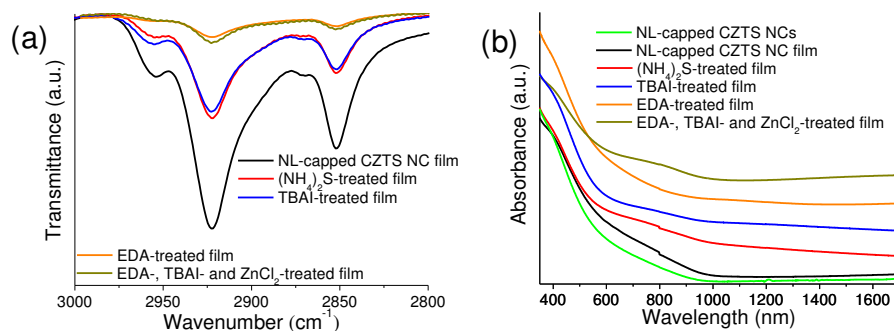 (a)
Transmittance (a.u.)
NL-capped CZTS NC film
(NH₄)₂S-treated film
TBAI-treated film
EDA-treated film
EDA-, TBAI- and ZnCl₂-treated film
3000 2950 2900 2850 2800
Wavenumber (cm⁻¹)
(b)
Absorbance (a.u.)
NL-capped CZTS NCs
NL-capped CZTS NC film
(NH₄)₂S-treated film
TBAI-treated film
EDA-treated film
EDA-, TBAI- and ZnCl₂-treated film
400 600 800 1000 1200 1400 1600
Wavelength (nm)